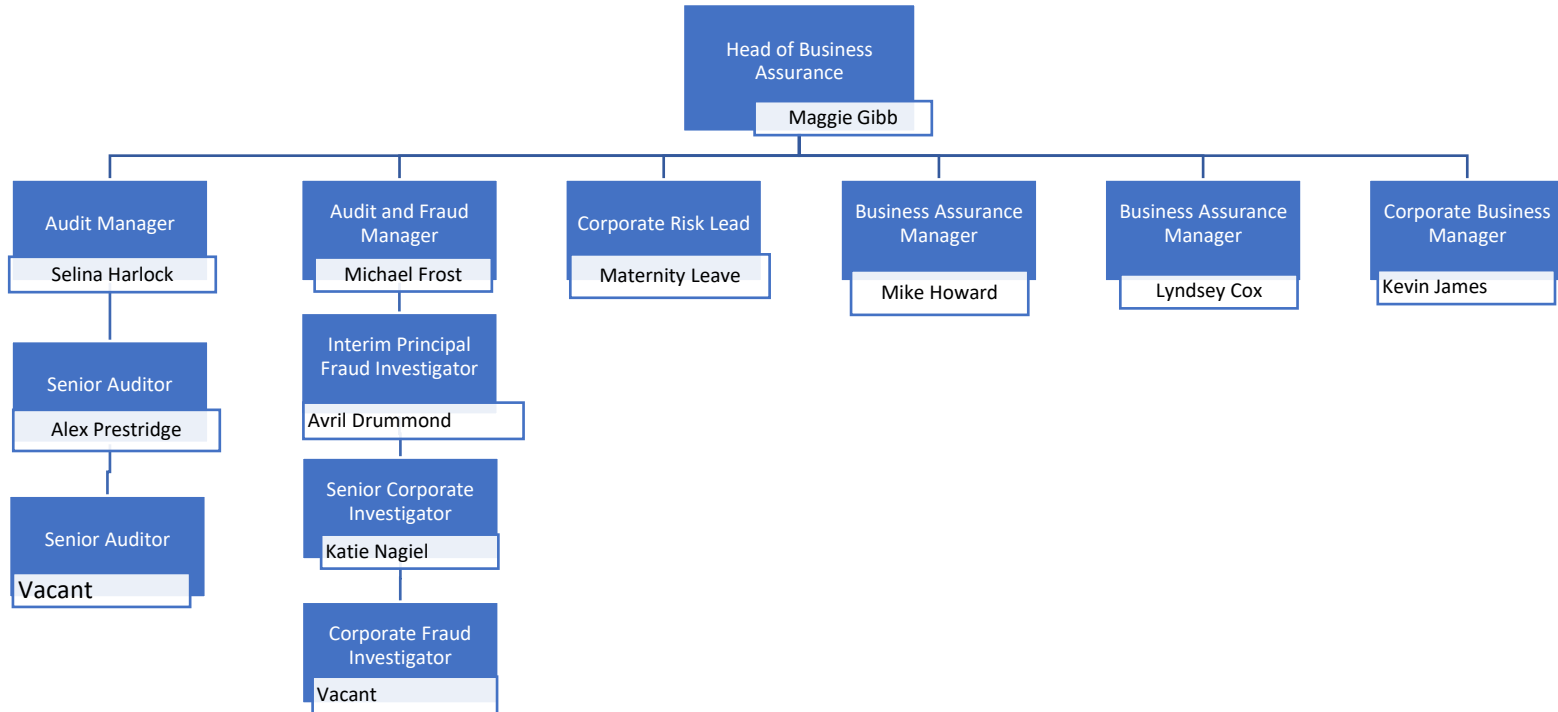 Head of Business
Assurance
Maggie Gibb
Audit Manager
Selina Harlock
Audit and Fraud
Manager
Michael Frost
Corporate Risk Lead
Maternity Leave
Business Assurance
Manager
Mike Howard
Business Assurance
Manager
Lyndsey Cox
Corporate Business
Manager
Kevin James
Senior Auditor
Alex Prestridge
Interim Principal
Fraud Investigator
Avril Drummond
Senior Auditor
Vacant
Senior Corporate
Investigator
Katie Nagiel
Corporate Fraud
Investigator
Vacant